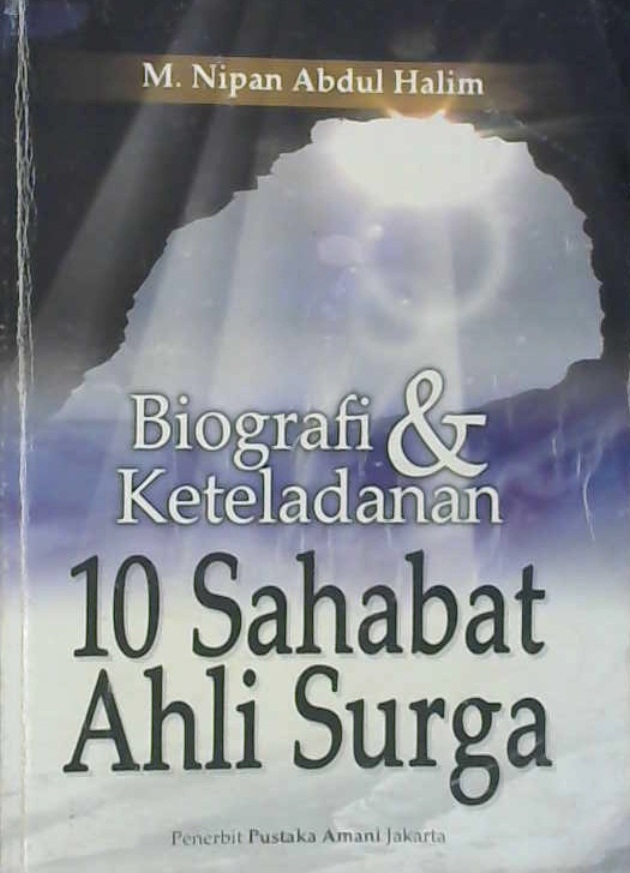 M. Nipan Abdul Halim
Biografi &
Keteladanan
10 Sahabat
Ahli Surga
Penerbit Pustaka Amani Jakarta